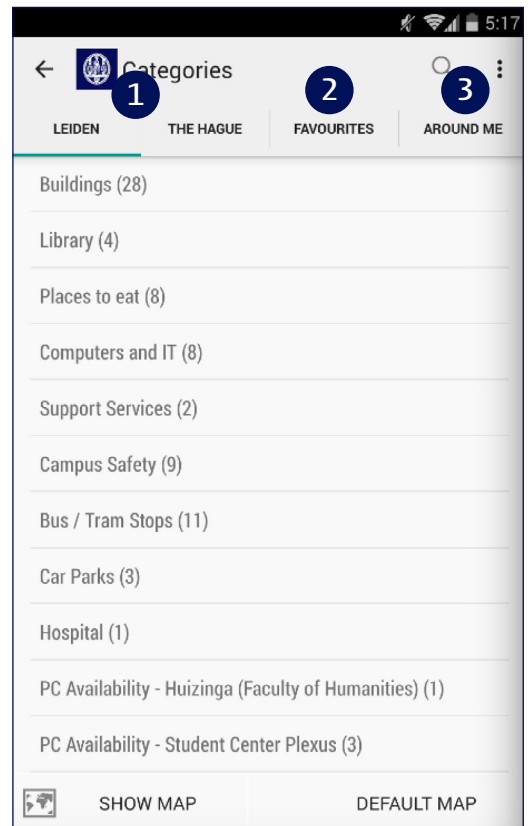 5:17
Categories
1
2
3
LEIDEN THE HAGUE FAVOURITES AROUND ME
Buildings (28)
Library (4)
Places to eat (8)
Computers and IT (8)
Support Services (2)
Campus Safety (9)
Bus / Tram Stops (11)
Car Parks (3)
Hospital (1)
PC Availability - Huizinga (Faculty of Humanities) (1)
PC Availability - Student Center Plexus (3)
SHOW MAP DEFAULT MAP